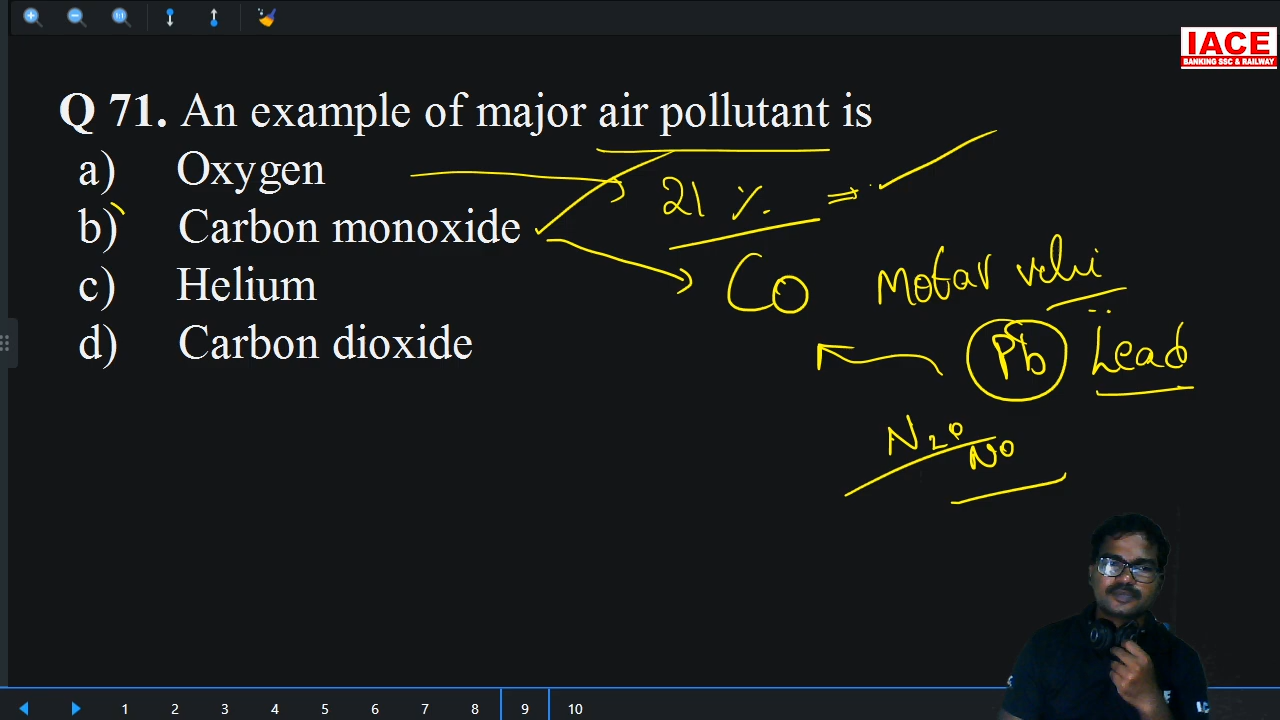 IACE
BANKING SSC & RAILWAY
Q 71. An example of major air pollutant is
a) Oxygen
21 %
b) Carbon monoxide
CO Motar vehi
c) Helium
d) Carbon dioxide
Pb Lead
N2O
NO
1 2 3 4 5 6 7 8 9 10